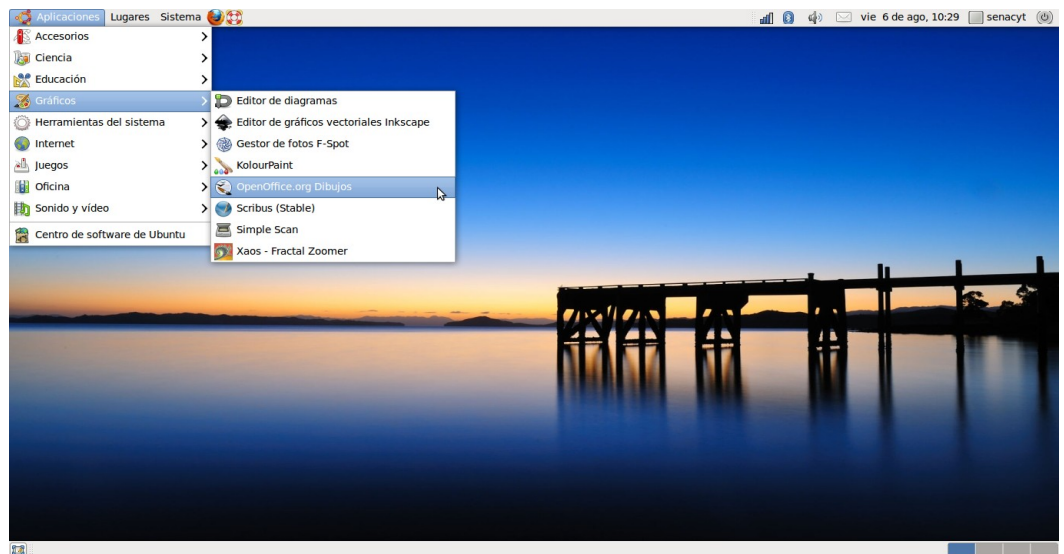 Aplicaciones Lugares Sistema vie 6 de ago, 10:29 senacyt
Accesorios
Ciencia
Educación
Gráficos
Herramientas del sistema
Internet
Juegos
Oficina
Sonido y vídeo
Centro de software de Ubuntu
Editor de diagramas
Editor de gráficos vectoriales Inkscape
Gestor de fotos F-Spot
KolourPaint
OpenOffice.org Dibujos
Scribus (Stable)
Simple Scan
Xaos - Fractal Zoomer